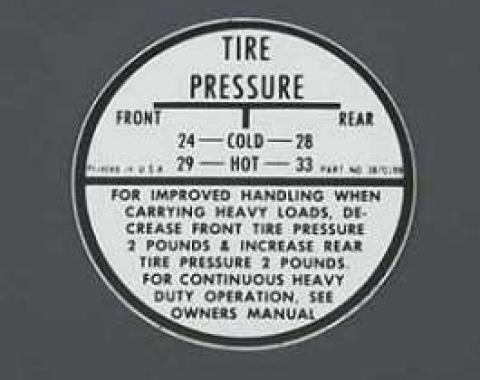 TIRE
PRESSURE
FRONT REAR
24 — COLD — 28
29 — HOT — 33
PRINTED IN U.S.A. PART NO.
FOR IMPROVED HANDLING WHEN
CARRYING HEAVY LOADS, DE-
CREASE FRONT TIRE PRESSURE
2 POUNDS & INCREASE REAR
TIRE PRESSURE 2 POUNDS.
FOR CONTINUOUS HEAVY
DUTY OPERATION, SEE
OWNERS MANUAL